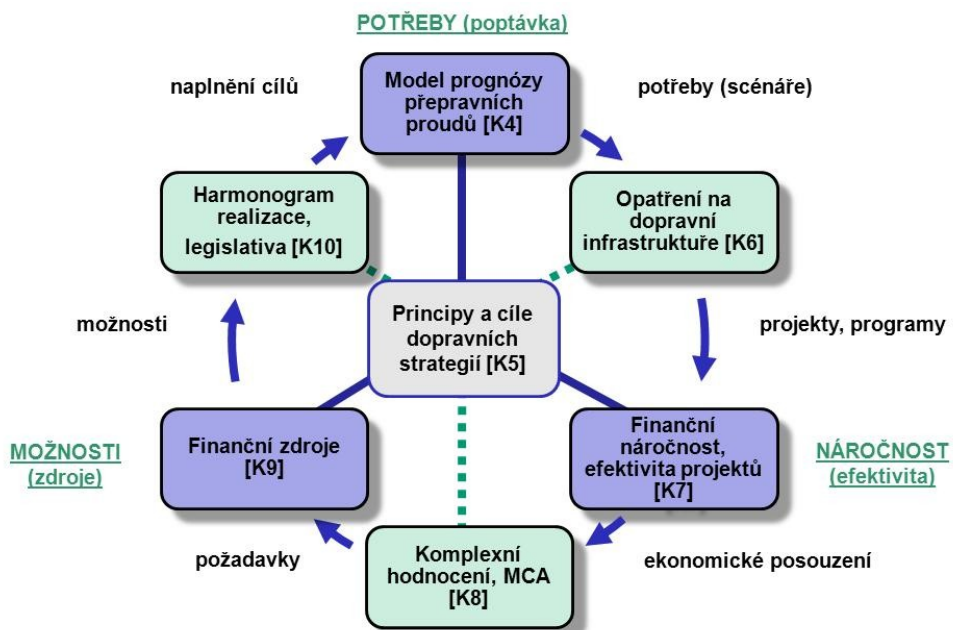 POTŘEBY (poptávka)
Model prognózy
přepravních
proudů [K4]
naplnění cílů
potřeby (scénáře)
Harmonogram
realizace,
legislativa [K10]
Opatření na
dopravní
infrastruktuře [K6]
Principy a cíle
dopravních
strategií [K5]
možnosti
projekty, programy
MOŽNOSTI
(zdroje)
Finanční zdroje
[K9]
Finanční
náročnost,
efektivita projektů
[K7]
NÁROČNOST
(efektivita)
požadavky
Komplexní
hodnocení, MCA
[K8]
ekonomické posouzení